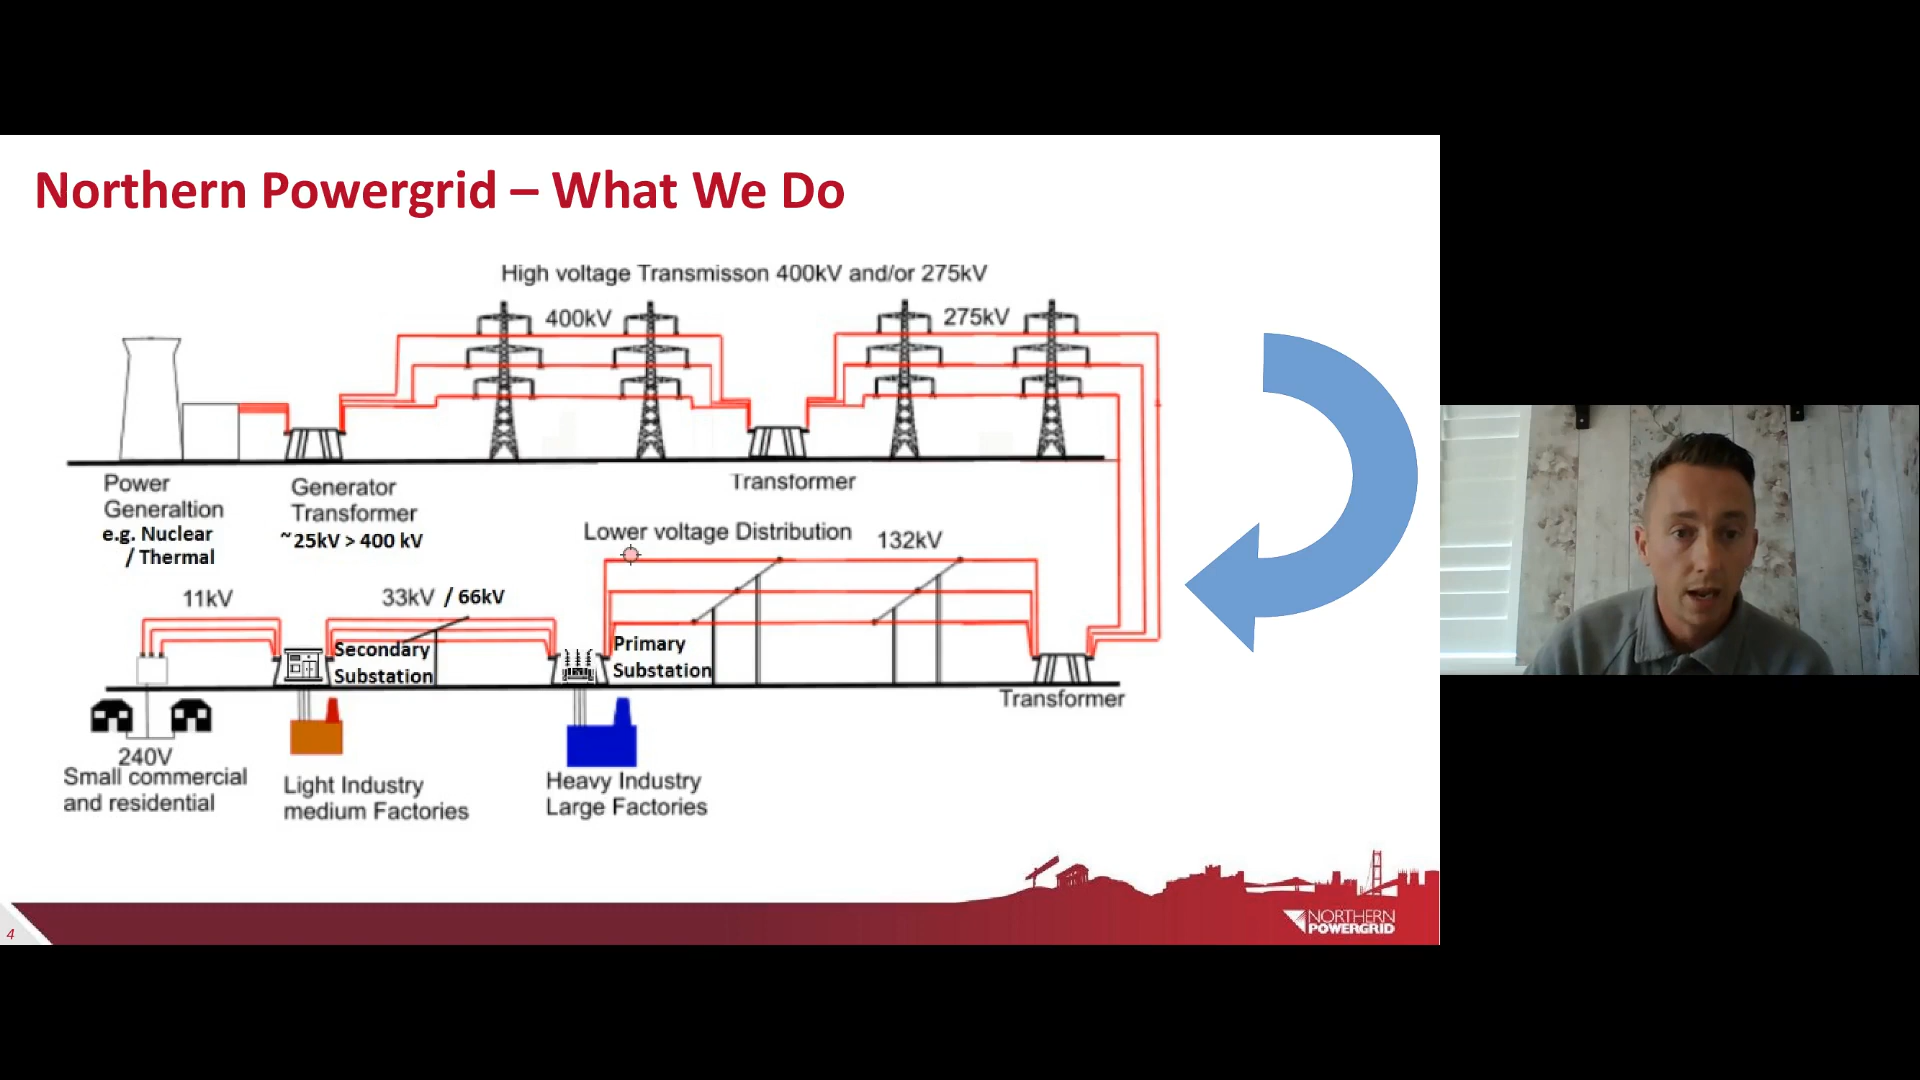 Northern Powergrid – What We Do
High voltage Transmisson 400kV and/or 275kV
400kV
275kV
Power
Generaltion
e.g. Nuclear
/ Thermal
Generator
Transformer
~25kV > 400 kV
Transformer
Lower voltage Distribution
132kV
11kV
33kV / 66kV
Secondary
Substation
Primary
Substation
Transformer
240V
Small commercial
and residential
Light Industry
medium Factories
Heavy Industry
Large Factories
4
NORTHERN
POWERGRID